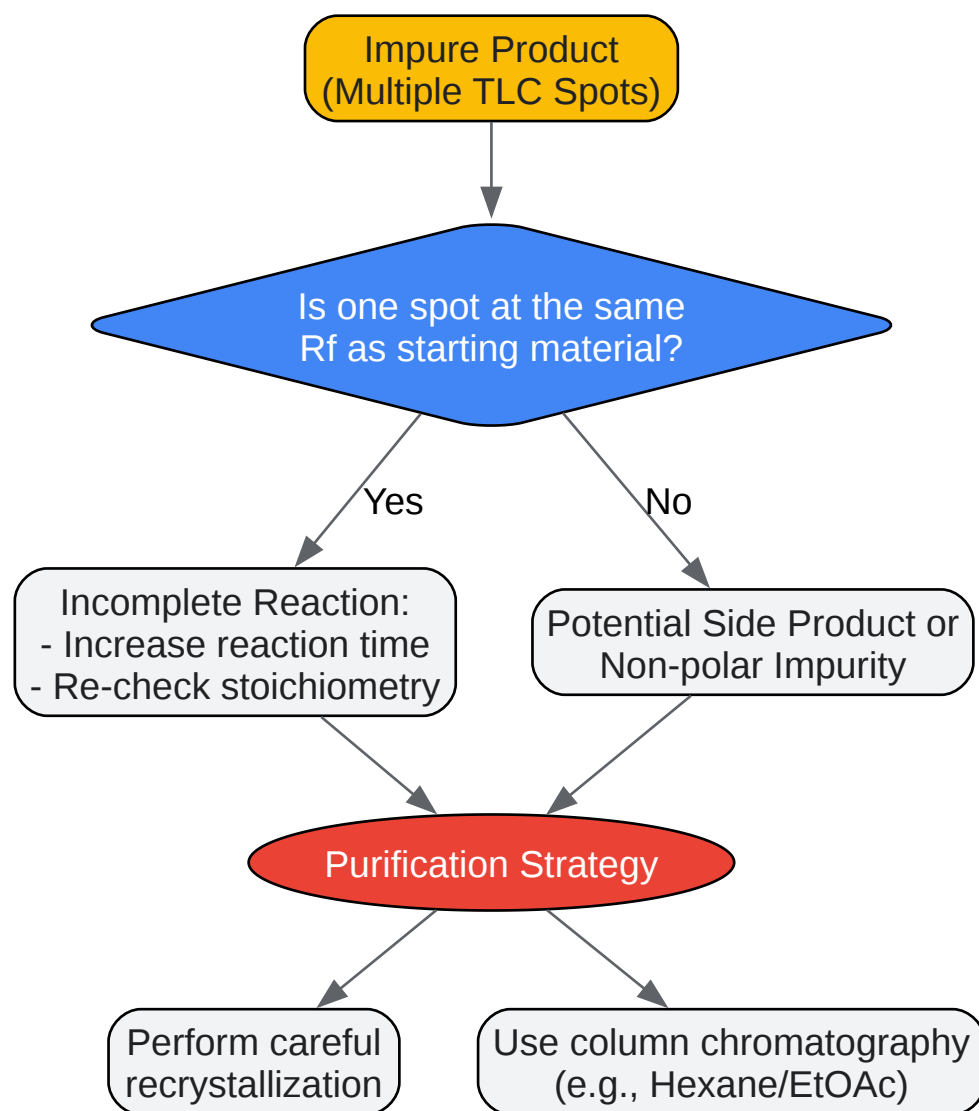 Impure Product
(Multiple TLC Spots)
Is one spot at the same
Rf as starting material?
Yes
No
Incomplete Reaction:
- Increase reaction time
- Re-check stoichiometry
Potential Side Product or
Non-polar Impurity
Purification Strategy
Perform careful
recrystallization
Use column chromatography
(e.g., Hexane/EtOAc)